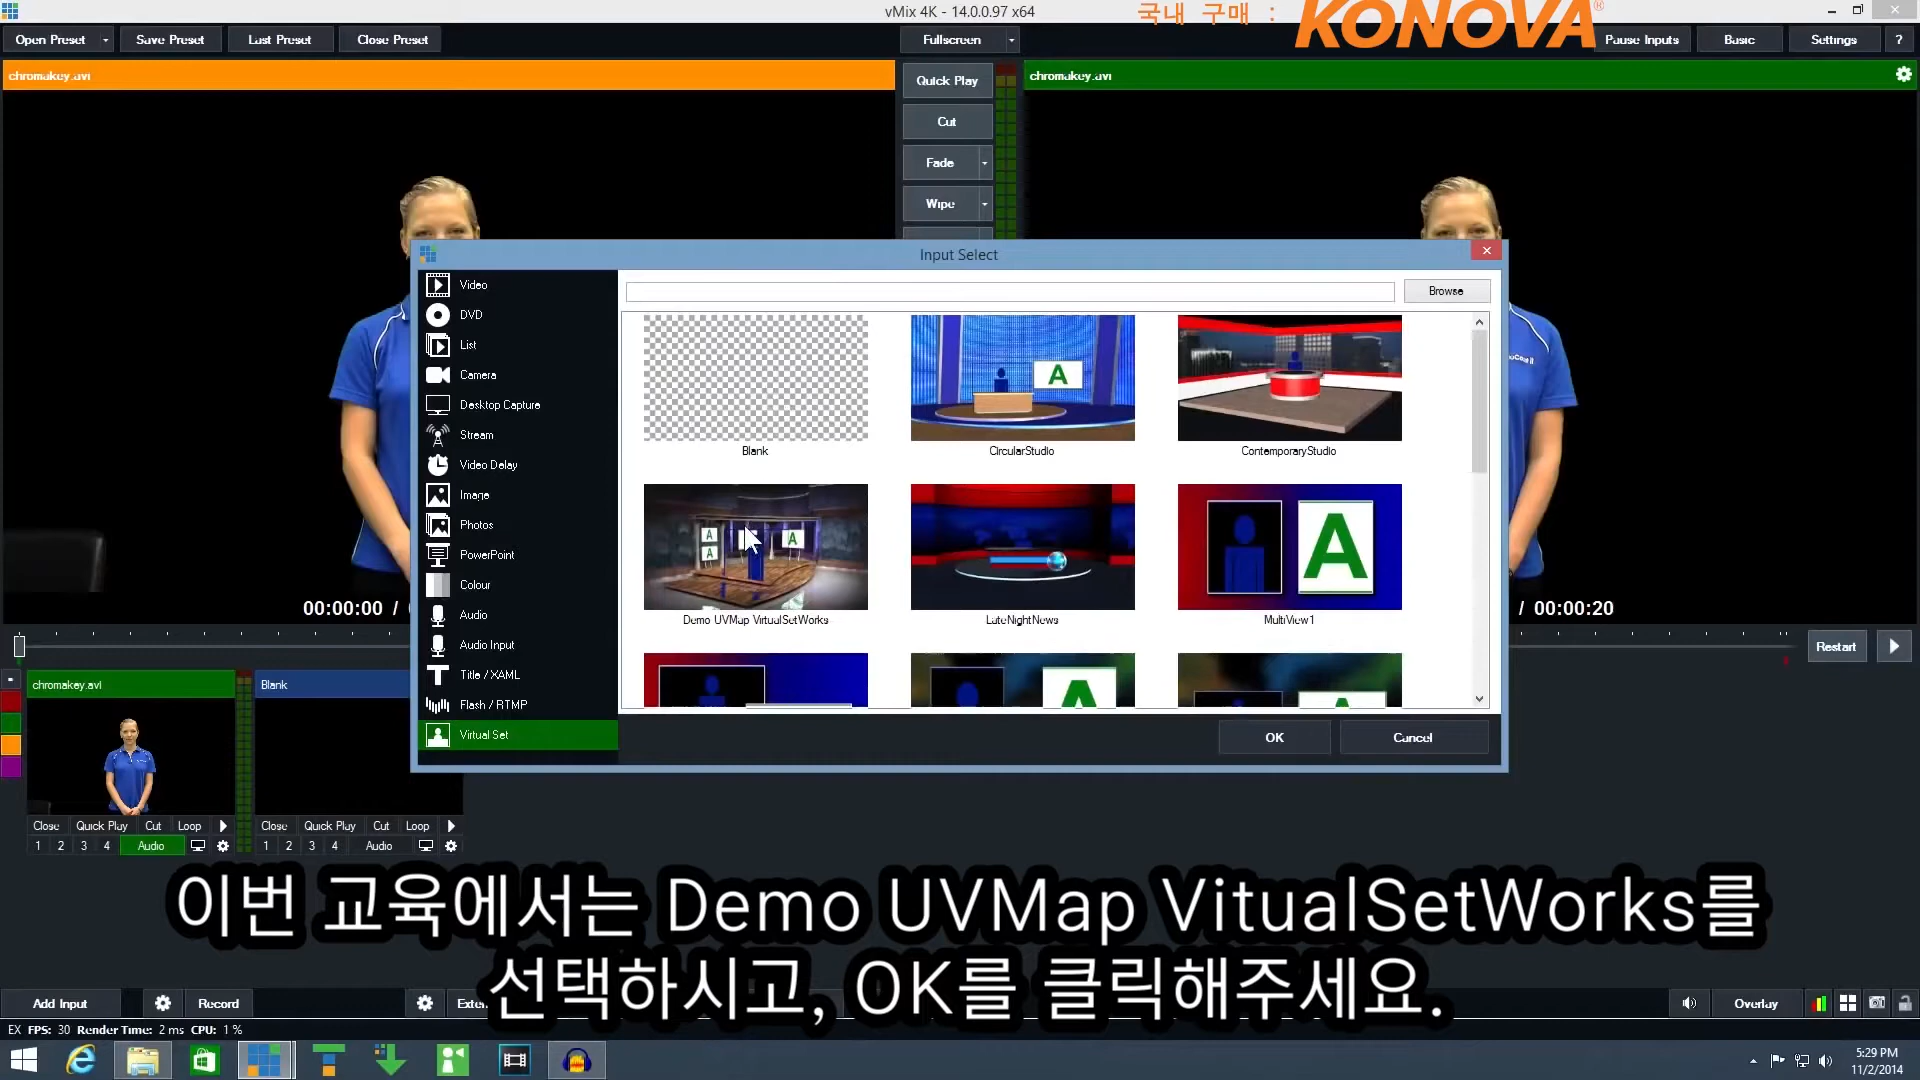 vMix 4K - 14.0.0.97 x64
국내 구매 : KONOVA®
Open Preset
Save Preset
Last Preset
Close Preset
Fullscreen
Pause Inputs
Basic
Settings
?
chromakey.avi
Quick Play
chromakey.avi
Cut
Fade
Wipe
Input Select
Video
DVD
List
Camera
Desktop Capture
Stream
Video Delay
Image
Photos
PowerPoint
Colour
Audio
Audio Input
Title / XAML
Flash / RTMP
Virtual Set
Browse
Blank
CircularStudio
A
ContemporaryStudio
Demo UVMap VirtualSetWorks
A
A
A
LateNightNews
MultiView1
A
OK
Cancel
00:00:00 /
/ 00:00:20
Restart
chromakey.avi
Blank
Close Quick Play Cut Loop
1 2 3 4 Audio
Close Quick Play Cut Loop
1 2 3 4 Audio
이번 교육에서는 Demo UVMap VitualSetWorks를
선택하시고, OK를 클릭해주세요.
Add Input
Record
Overlay
EX FPS: 30 Render Time: 2 ms CPU: 1 %
5:29 PM
11/2/2014